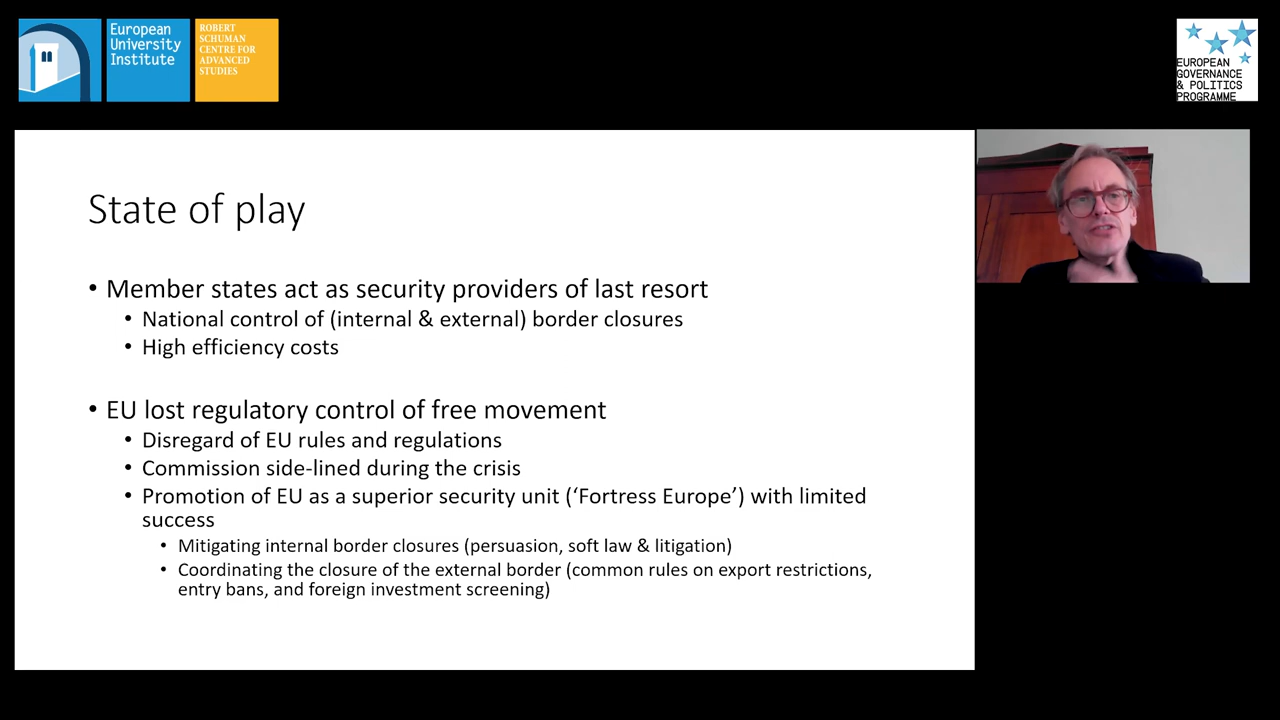 European
University
Institute
ROBERT
SCHUMAN
CENTRE FOR
ADVANCED
STUDIES
EUROPEAN
GOVERNANCE
& POLITICS
PROGRAMME
State of play
• Member states act as security providers of last resort
• National control of (internal & external) border closures
• High efficiency costs
• EU lost regulatory control of free movement
• Disregard of EU rules and regulations
• Commission side-lined during the crisis
• Promotion of EU as a superior security unit (‘Fortress Europe’) with limited
success
• Mitigating internal border closures (persuasion, soft law & litigation)
• Coordinating the closure of the external border (common rules on export restrictions,
entry bans, and foreign investment screening)